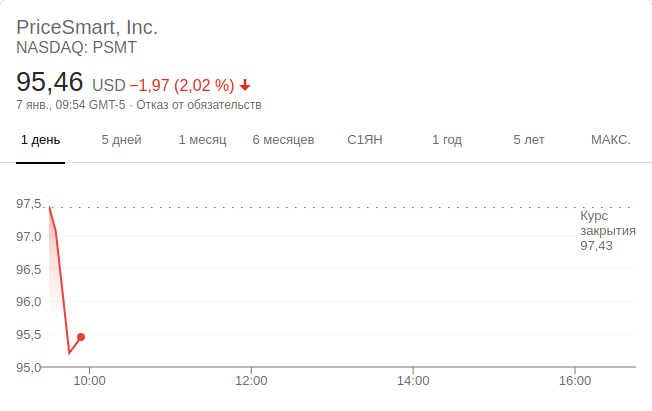 PriceSmart, Inc.
NASDAQ: PSMT
95,46 USD −1,97 (2,02 %)
7 янв., 09:54 GMT-5 · Отказ от обязательств
1 день 5 дней 1 месяц 6 месяцев С1ЯН 1 год 5 лет МАКС.
97,5
Курс
закрытия
97,43
97,0
96,5
96,0
95,5
95,0
10:00 12:00 14:00 16:00